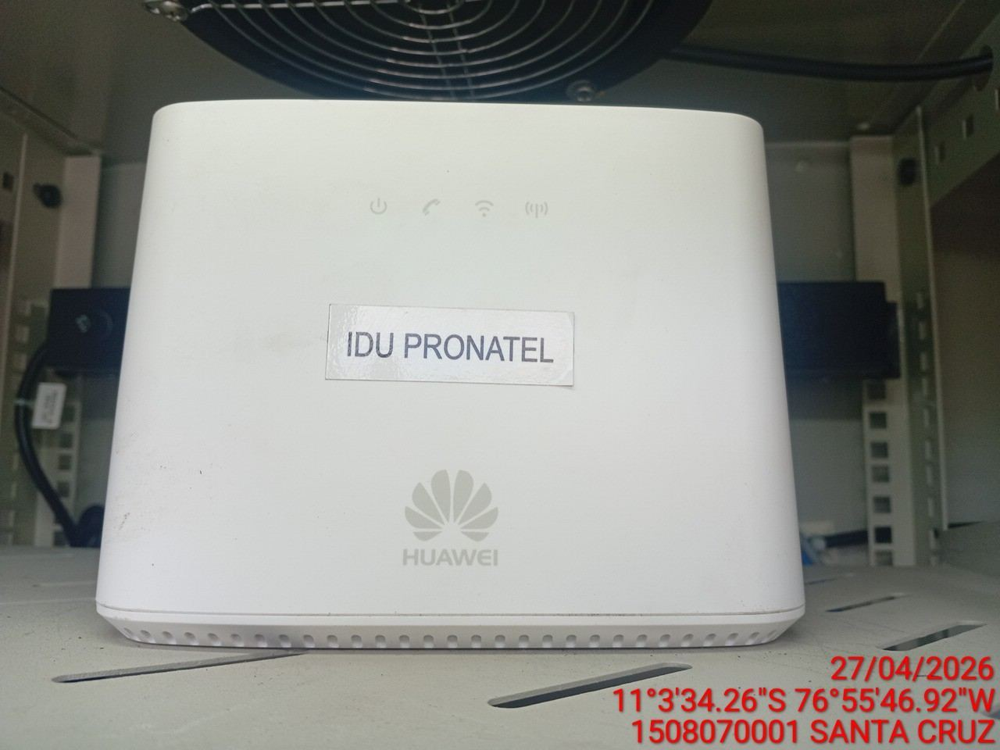 IDU PRONATEL
HUAWEI
27/04/2026
11°3'34.26"S 76°55'46.92"W
1508070001 SANTA CRUZ